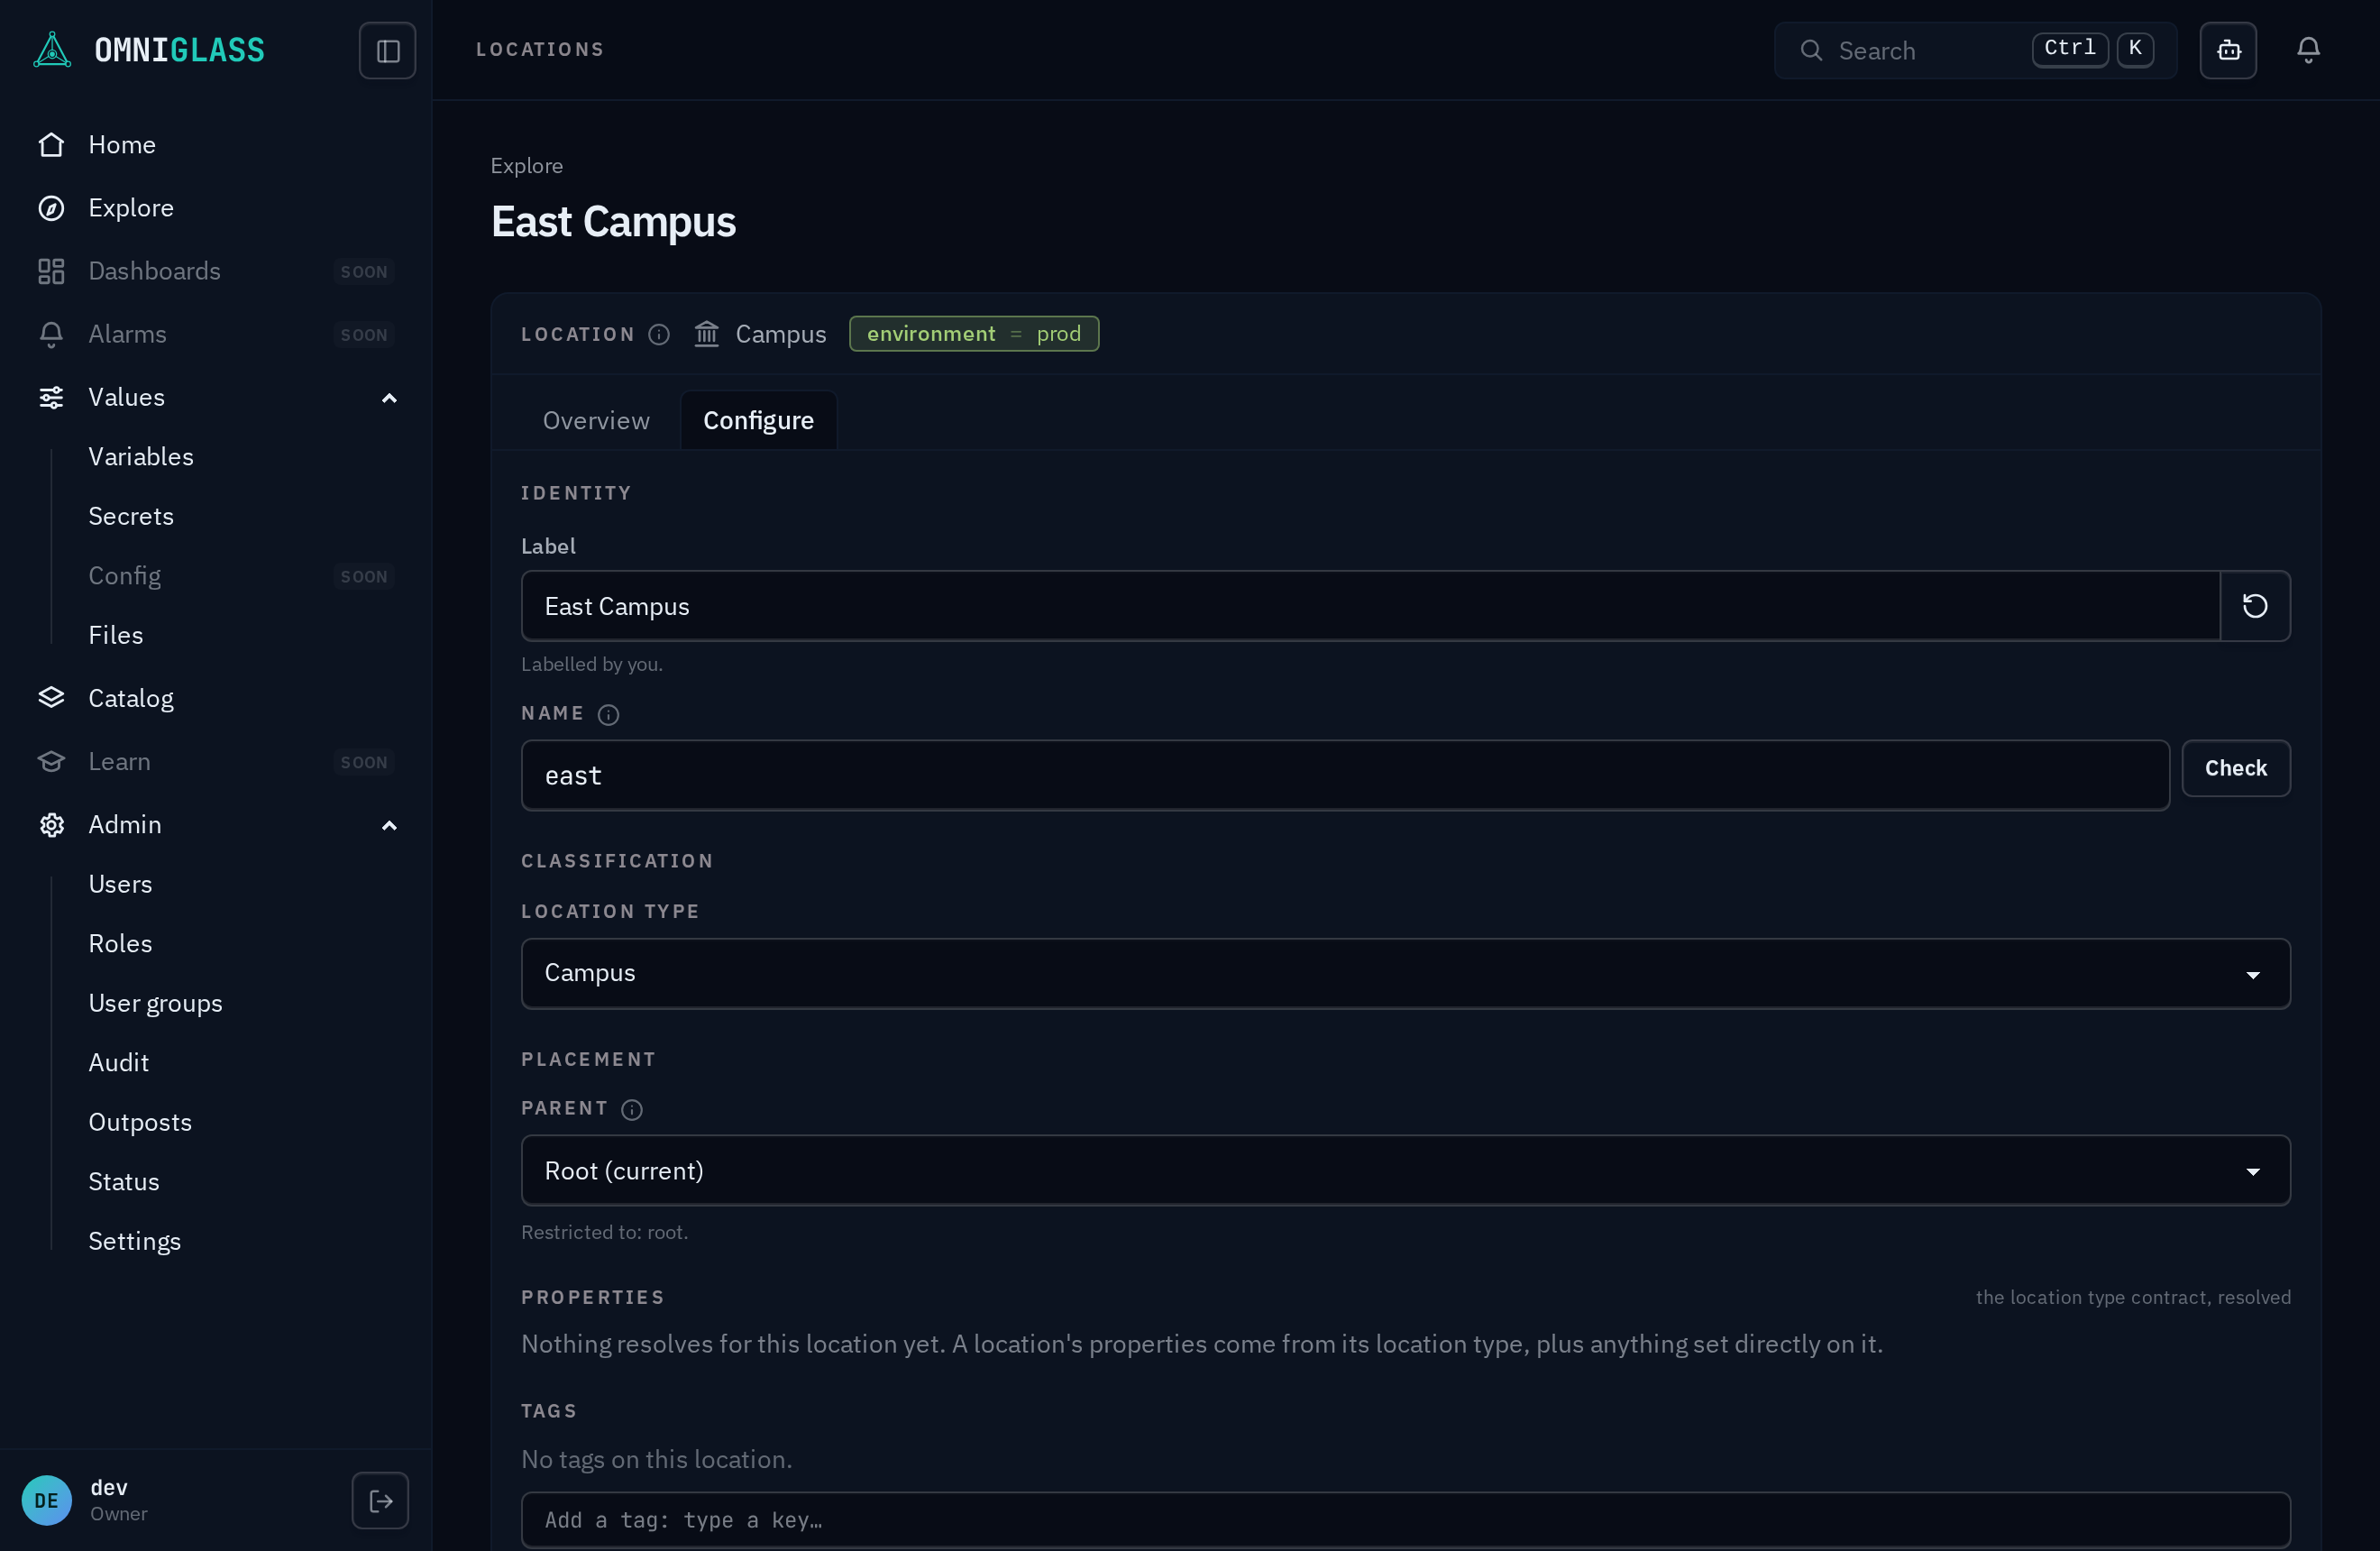 OMNIGLASS
Home
Explore
Dashboards SOON
Alarms SOON
Values
Variables
Secrets
Config SOON
Files
Catalog
Learn SOON
Admin
Users
Roles
User groups
Audit
Outposts
Status
Settings
DE dev
Owner
LOCATIONS
Search Ctrl K
Explore
East Campus
LOCATION Campus environment = prod
Overview Configure
IDENTITY
Label
East Campus
Labelled by you.
NAME
east Check
CLASSIFICATION
LOCATION TYPE
Campus
PLACEMENT
PARENT
Root (current)
Restricted to: root.
PROPERTIES the location type contract, resolved
Nothing resolves for this location yet. A location's properties come from its location type, plus anything set directly on it.
TAGS
No tags on this location.
Add a tag: type a key…